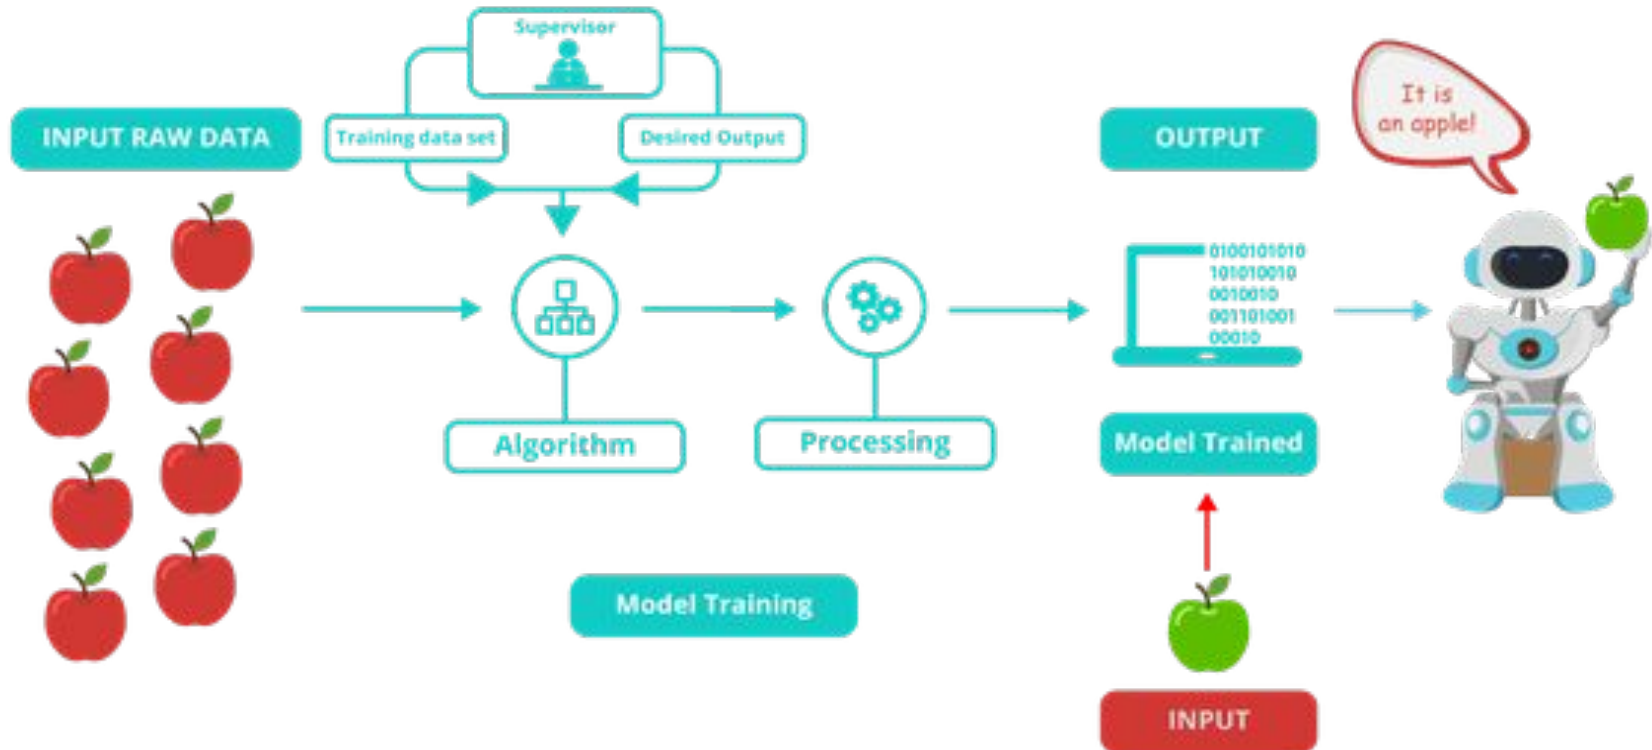 Supervisor
INPUT RAW DATA
Training data set
Desired Output
OUTPUT
It is
an apple!
0100101010
101010010
0010010
001101001
00010
Algorithm
Processing
Model Trained
Model Training
INPUT